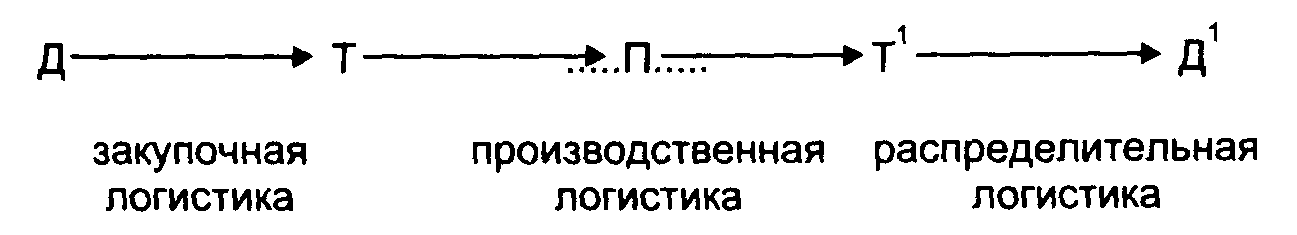 Д Т .....П..... Т¹ Д¹
закупочная производственная распределительная
логистика логистика логистика